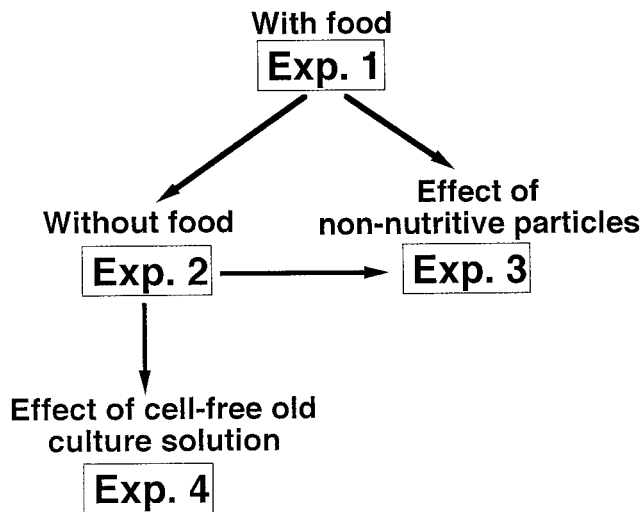 With food
Exp. 1
Without food
Exp. 2
Effect of
non-nutritive particles
Exp. 3
Effect of cell-free old
culture solution
Exp. 4